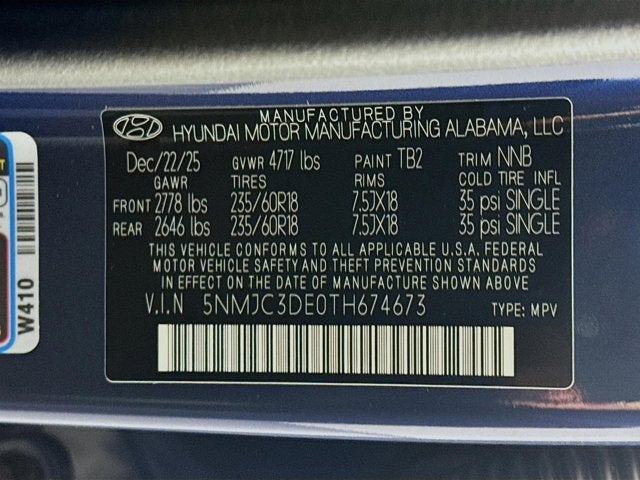 MANUFACTURED BY
HYUNDAI MOTOR MANUFACTURING ALABAMA, LLC
Dec/22/25 GVWR 4717 lbs PAINT TB2 TRIM NNB
GAWR TIRES RIMS COLD TIRE INFL
FRONT 2778 lbs 235/60R18 7.5JX18 35 psi SINGLE
REAR 2646 lbs 235/60R18 7.5JX18 35 psi SINGLE
THIS VEHICLE CONFORMS TO ALL APPLICABLE U.S.A. FEDERAL
MOTOR VEHICLE SAFETY AND THEFT PREVENTION STANDARDS
IN EFFECT ON THE DATE OF MANUFACTURE SHOWN ABOVE
V.I.N 5NMJC3DE0TH674673 TYPE: MPV
W410